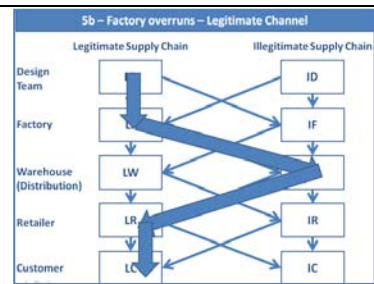 5b – Factory overruns – Legitimate Channel
Legitimate Supply Chain Illegitimate Supply Chain
Design
Team
ID
Factory
IF
Warehouse
(Distribution)
LW
Retailer
LR
IR
Customer
LC
IC